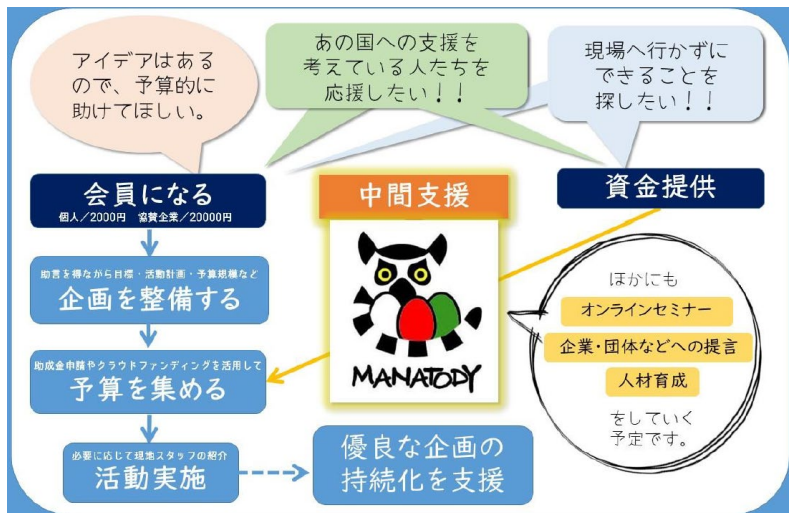 アイデアはある
ので、予算的に
助けてほしい。
あの国への支援を
考えている人たちを
応援したい！！
現場へ行かずに
できることを
探したい！！
会員になる
個人／2000円　協賛企業／20000円
中間支援
資金提供
助言を得ながら目標・活動計画・予算規模など
企画を整備する
助成金申請やクラウドファンディングを活用して
予算を集める
必要に応じて現地スタッフの紹介
活動実施
MANATODY
優良な企画の
持続化を支援
ほかにも
オンラインセミナー
企業・団体などへの提言
人材育成
をしていく
予定です。